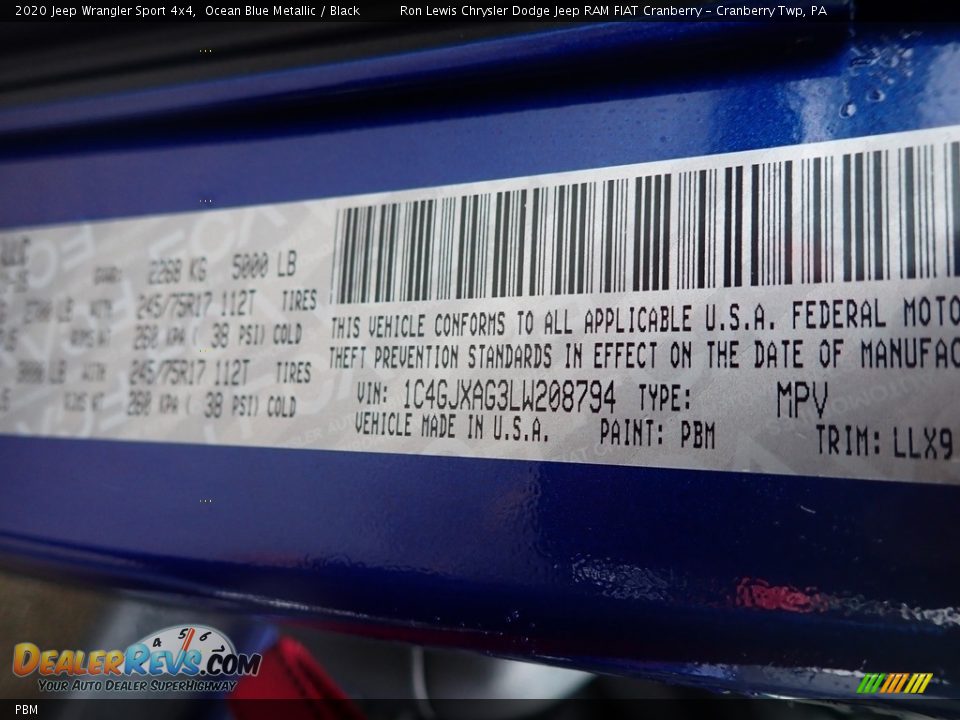 2020 Jeep Wrangler Sport 4x4, Ocean Blue Metallic / Black Ron Lewis Chrysler Dodge Jeep RAM FIAT Cranberry - Cranberry Twp, PA
2268 KG 5000 LB
245/75R17 112T TIRES
260 KPA ( 38 PSI) COLD
245/75R17 112T TIRES
260 KPA ( 38 PSI) COLD
THIS VEHICLE CONFORMS TO ALL APPLICABLE U.S.A. FEDERAL MOTO
THEFT PREVENTION STANDARDS IN EFFECT ON THE DATE OF MANUFAC
VIN: 1C4GJXAG3LW208794 TYPE: MPV
VEHICLE MADE IN U.S.A. PAINT: PBM TRIM: LLX9
4 5 6
DEALERREVS.COM
YOUR AUTO DEALER SUPERHIGHWAY
PBM